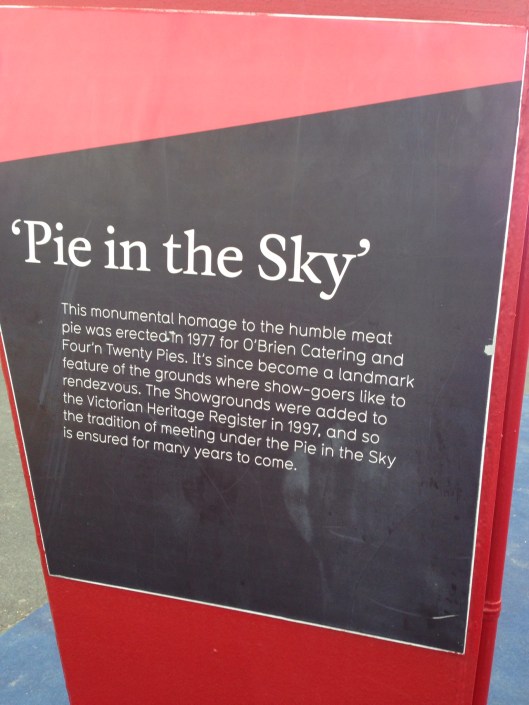 ‘Pie in the Sky’
This monumental homage to the humble meat
pie was erected in 1977 for O’Brien Catering and
Four’n Twenty Pies. It’s since become a landmark
feature of the grounds where show-goers like to
rendezvous. The Showgrounds were added to
the Victorian Heritage Register in 1997, and so
the tradition of meeting under the Pie in the Sky
is ensured for many years to come.